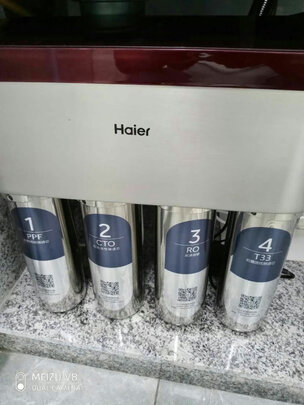 Haier
1
PPF
2
CTO
3
RO
4
T33
MEIZU V8
DUAL CAMERA